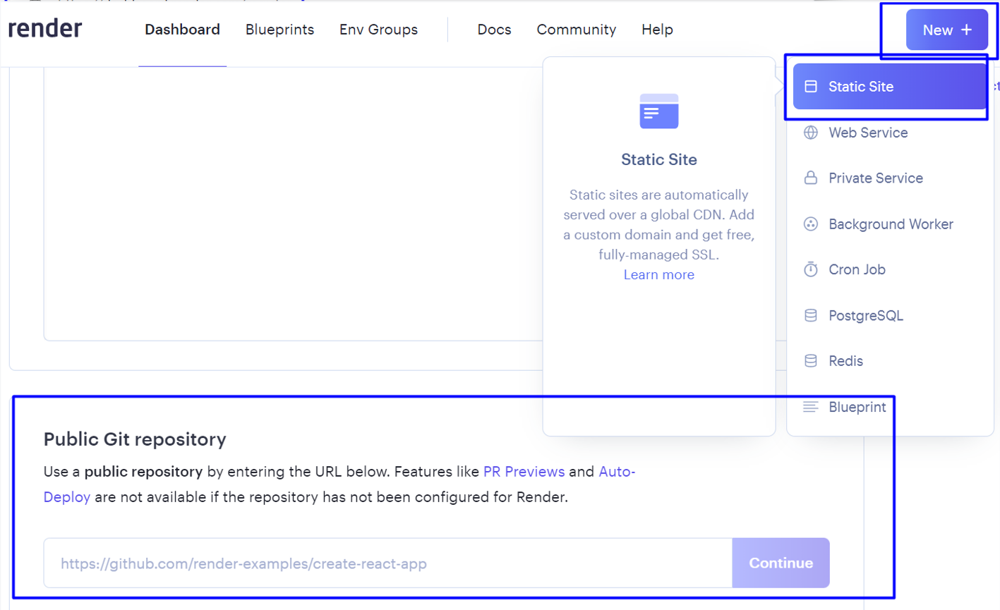 render
Dashboard
Blueprints
Env Groups
Docs
Community
Help
New +
Static Site
Static sites are automatically
served over a global CDN. Add
a custom domain and get free,
fully-managed SSL.
Learn more
Static Site
Web Service
Private Service
Background Worker
Cron Job
PostgreSQL
Redis
Blueprint
Public Git repository
Use a public repository by entering the URL below. Features like PR Previews and Auto-
Deploy are not available if the repository has not been configured for Render.
https://github.com/render-examples/create-react-app
Continue